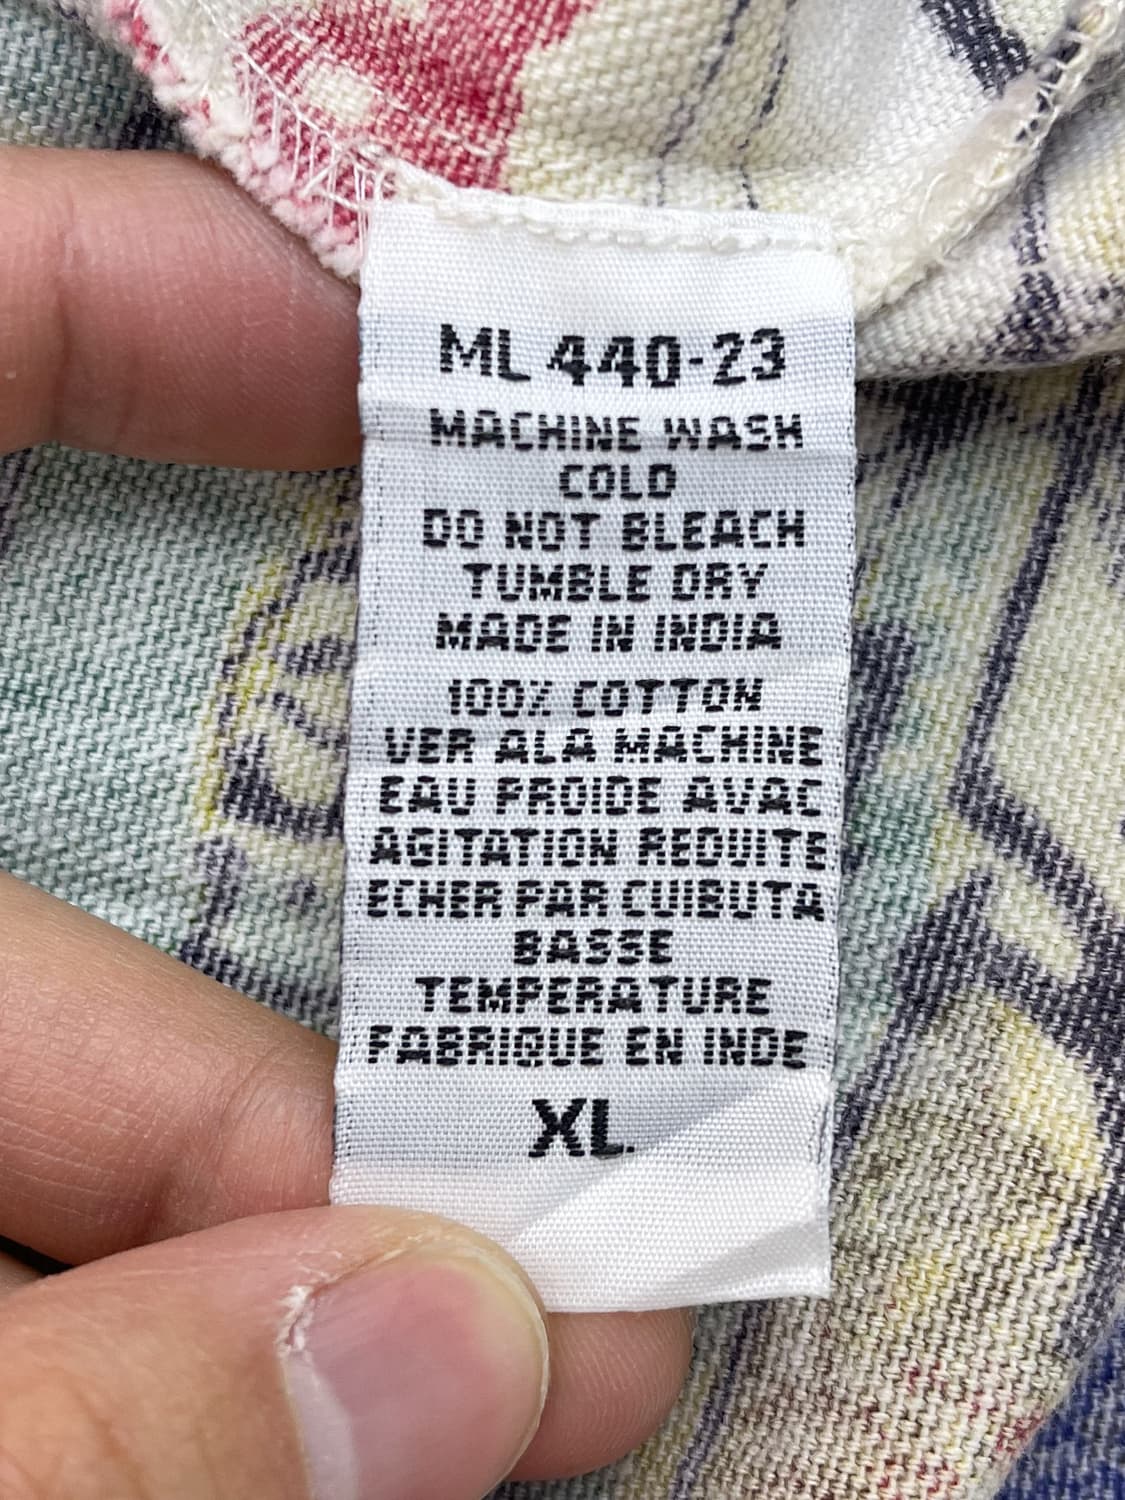 ML 440-23
MACHINE WASH
COLD
DO NOT BLEACH
TUMBLE DRY
MADE IN INDIA
100% COTTON
VER ALA MACHINE
EAU FROIDE AVAC
AGITATION REDUITE
ECHER PAR CUIBUTA
BASSE
TEMPERATURE
FABRIQUE EN INDE
XL